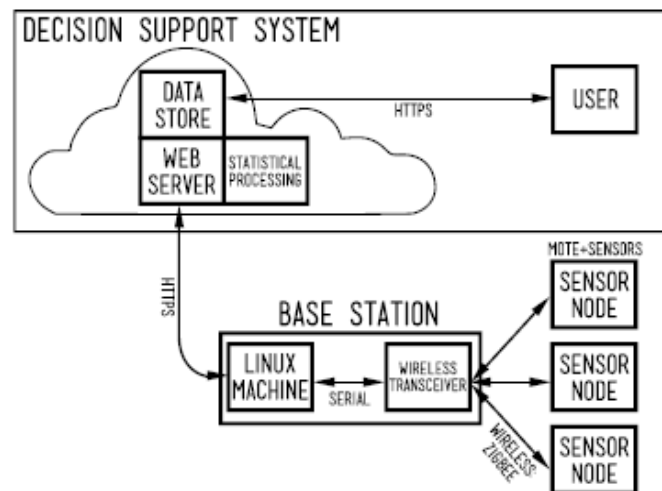 DECISION SUPPORT SYSTEM
DATA
STORE
HTTPS
USER
WEB
SERVER
STATISTICAL
PROCESSING
HTTPS
MOTE+SENSORS
SENSOR
NODE
BASE STATION
LINUX
MACHINE
SERIAL
WIRELESS
TRANSCEIVER
SENSOR
NODE
WIRELESS:
ZIGBEE
SENSOR
NODE